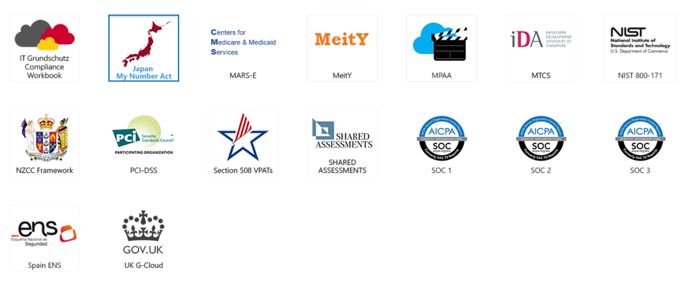 IT Grundschutz
Compliance
Workbook
Japan
My Number Act
Centers for
Medicare & Medicaid
Services
MARS-E
MeitY
MeitY
MPAA
iDA
INFOCOMM
DEVELOPMENT
AUTHORITY OF
SINGAPORE
MTCS
NIST
National Institute of
Standards and Technology
U.S. Department of Commerce
NIST 800-171
NZCC Framework
PCI
Security
Standards Council
PARTICIPATING ORGANIZATION
PCI-DSS
Section 508 VPATs
SHARED
ASSESSMENTS
SHARED
ASSESSMENTS
AICPA
SOC
SOC 1
AICPA
SOC
SOC 2
AICPA
SOC
SOC 3
ens
Esquema Nacional de
Seguridad
Spain ENS
GOV.UK
UK G-Cloud